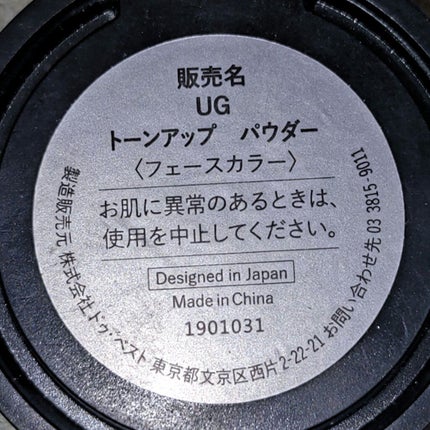 販売名
UG
トーンアップ パウダー
〈フェースカラー〉
お肌に異常のあるときは、
使用を中止してください。
Designed in Japan
Made in China
1901031
製造販売元 株式会社ドゥ・ベスト 東京都文京区西片2-22-21 お問い合わせ先 03 3815-9011